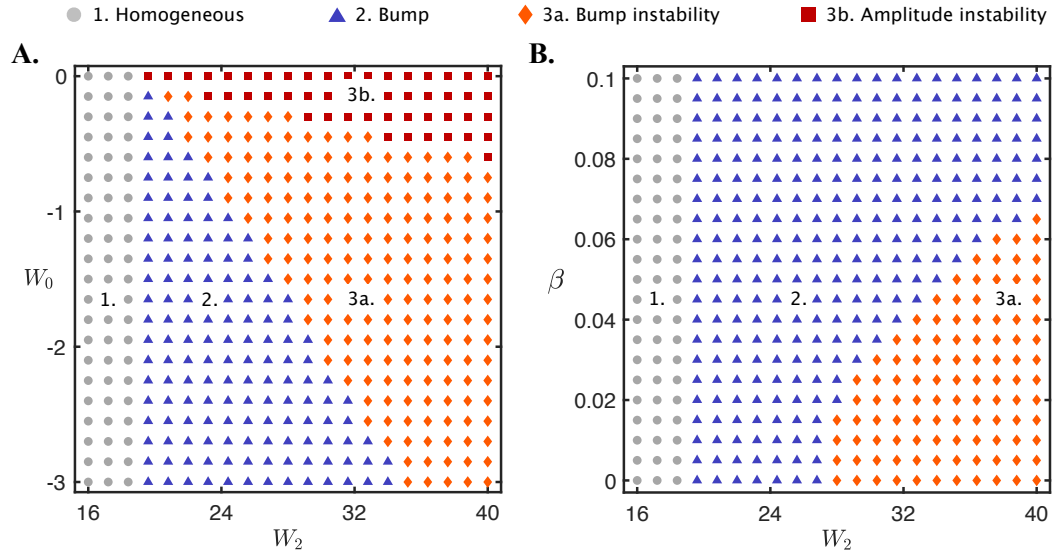 1. Homogeneous 2. Bump 3a. Bump instability 3b. Amplitude instability
A.
0
-1
-2
-3
W₀
1.
2.
3a.
3b.
16 24 32 40
W₂
B.
0.1
0.08
0.06
0.04
0.02
0
β
1.
2.
3a.
16 24 32 40
W₂